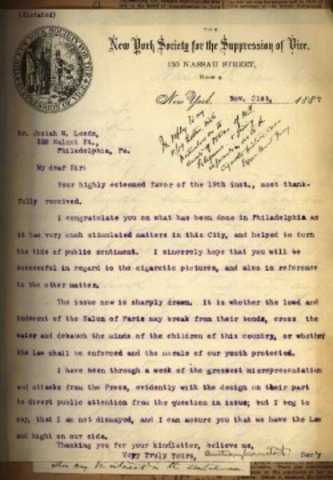 (dictated)
THE
New York Society for the Suppression of Vice,
150 NASSAU STREET,
ROOM
New York, Nov. 21st, 1887
Mr. Josiah W. Leeds,
Walnut St.,
Philadelphia, Pa.
My dear Sir:
Your highly esteemed favor of the 19th inst., most thank-
fully received.
I congratulate you on what has been done in Philadelphia as
it has very much stimulated matters in this City, and helped to turn
the tide of public sentiment. I sincerely hope that you will be
successful in regard to the cigarette pictures, and also in reference
to the other matter.
The issue now is sharply drawn. It is whether the lewd and
indecent of the Salon of Paris may break from their bonds, cross the
water and debauch the minds of the children of this country, or whether
the law shall be enforced and the morals of our youth protected.
I have been through a week of the grossest misrepresentation
and attacks from the Press, evidently with the design on their part
to divert public attention from the question in issue; but I beg to
say, that I am not dismayed, and I can assure you that we have the Law
and Right on our side.
Thanking you for your kind letter, believe me,
Very Truly yours, Anthony Comstock Sec'y